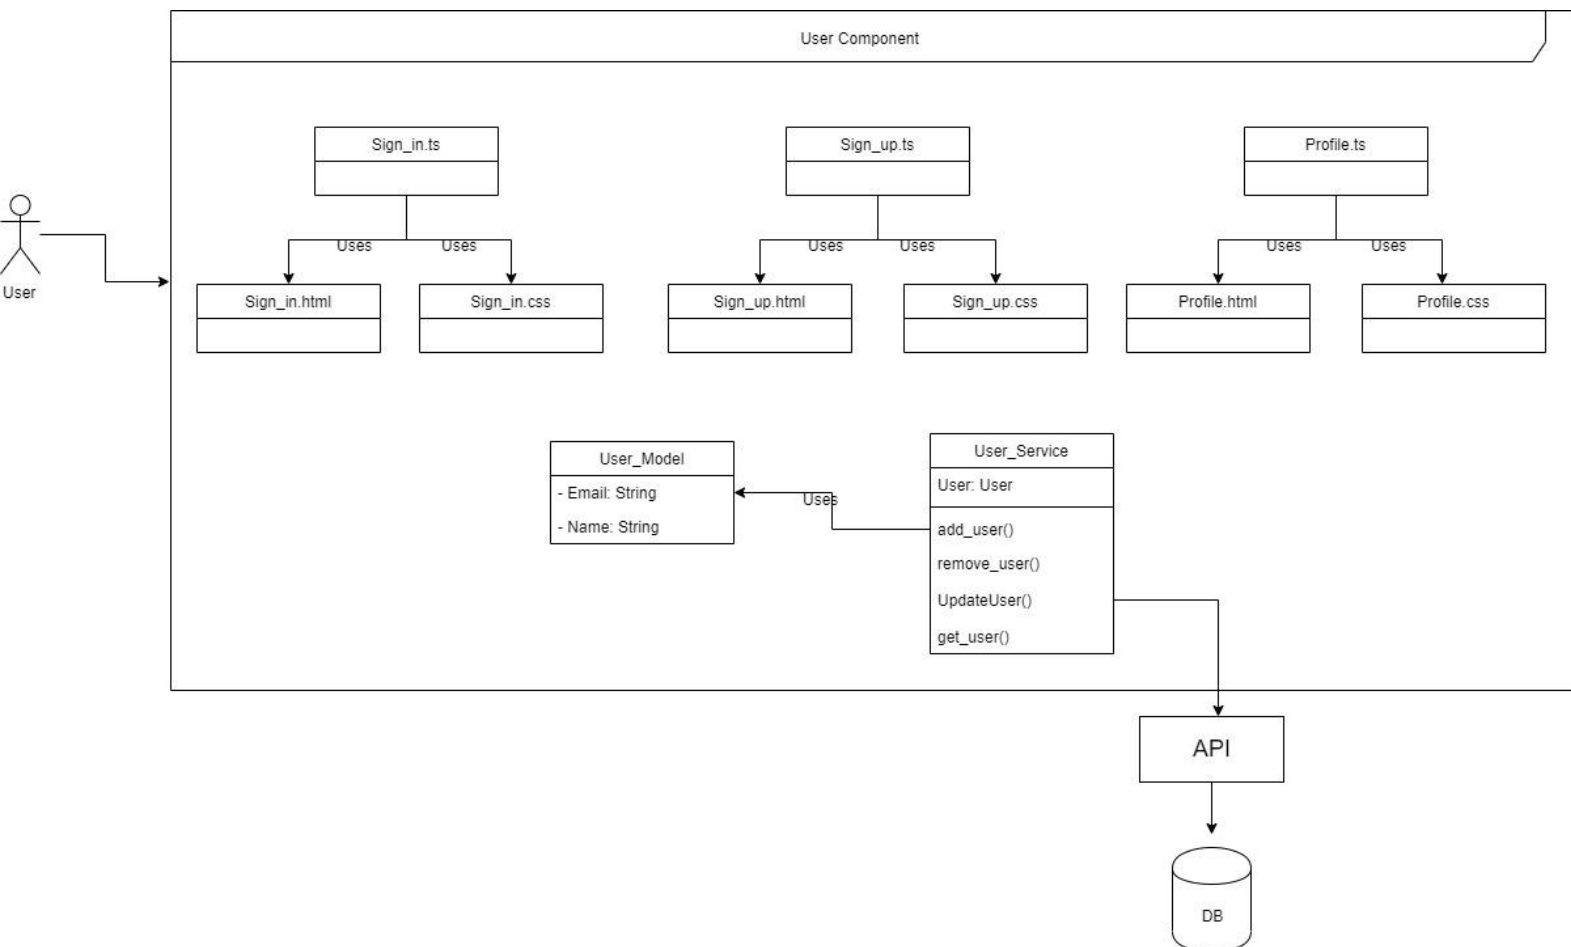 User Component
Sign_in.ts
Sign_up.ts
Profile.ts
Uses
Uses
Uses
Uses
Uses
Uses
User
Sign_in.html
Sign_in.css
Sign_up.html
Sign_up.css
Profile.html
Profile.css
User_Model
- Email: String
- Name: String
Uses
User_Service
User: User
add_user()
remove_user()
UpdateUser()
get_user()
API
DB